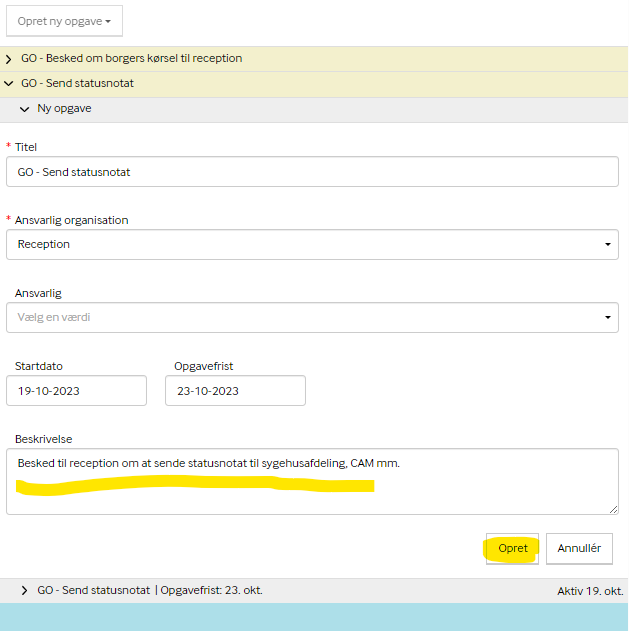 Opret ny opgave
GO - Besked om borgers kørsel til reception
GO - Send statusnotat
Ny opgave
* Titel
GO - Send statusnotat
* Ansvarlig organisation
Reception
Ansvarlig
Vælg en værdi
Startdato Opgavefrist
19-10-2023 23-10-2023
Beskrivelse
Besked til reception om at sende statusnotat til sygehusafdeling, CAM mm.
Opret Annullér
GO - Send statusnotat | Opgavefrist: 23. okt. Aktiv 19. okt.